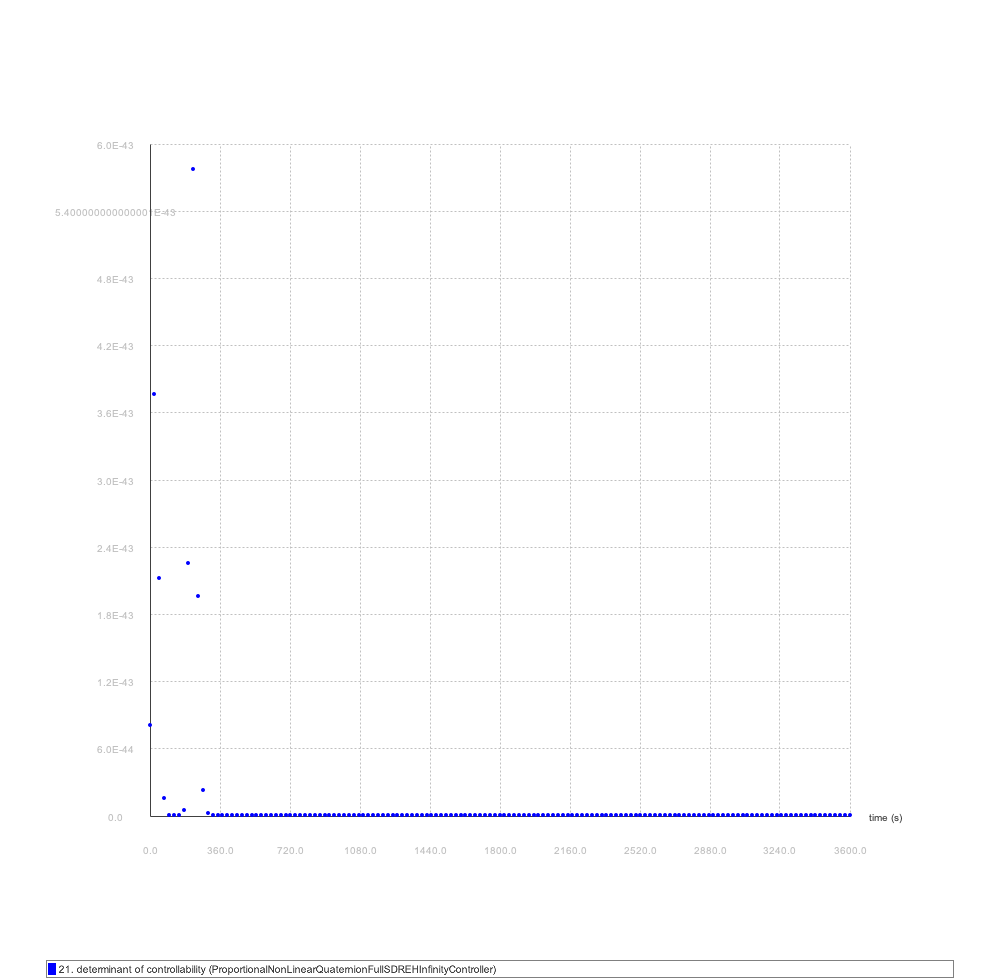 6.0E-43
5.400000000000001E-43
4.8E-43
4.2E-43
3.6E-43
3.0E-43
2.4E-43
1.8E-43
1.2E-43
6.0E-44
0.0
time (s)
0.0 360.0 720.0 1080.0 1440.0 1800.0 2160.0 2520.0 2880.0 3240.0 3600.0
21. determinant of controllability (ProportionalNonLinearQuaternionFullSDREHInfinityController)